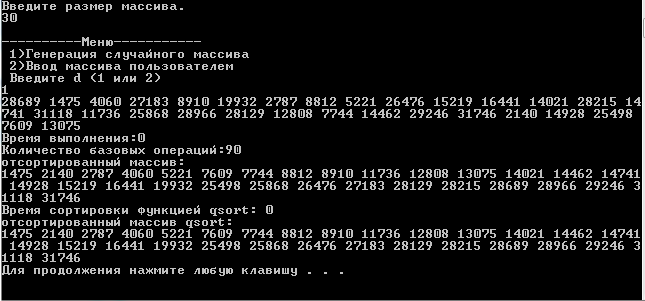 Введите размер массива.
30
----------Меню-----------
1)Генерация случайного массива
2)Ввод массива пользователем
Введите d (1 или 2)
1
28689 1475 4060 27183 8910 19932 2787 8812 5221 26476 15219 16441 14021 28215 14
741 31118 11736 25868 28966 28129 12808 7744 14462 29246 31746 2140 14928 25498
7609 13075
Время выполнения:0
Количество базовых операций:90
отсортированный массив:
1475 2140 2787 4060 5221 7609 7744 8812 8910 11736 12808 13075 14021 14462 14741
14928 15219 16441 19932 25498 25868 26476 27183 28129 28215 28689 28966 29246 3
1118 31746
Время сортировки функцией qsort: 0
отсортированный массив qsort:
1475 2140 2787 4060 5221 7609 7744 8812 8910 11736 12808 13075 14021 14462 14741
14928 15219 16441 19932 25498 25868 26476 27183 28129 28215 28689 28966 29246 3
1118 31746
Для продолжения нажмите любую клавишу . . .